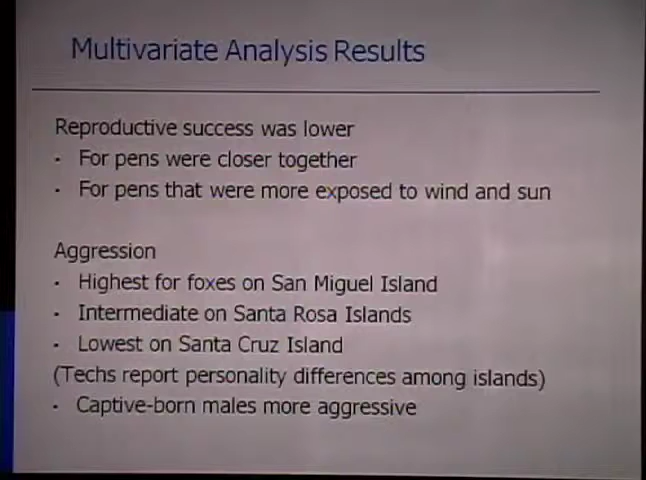 Multivariate Analysis Results
Reproductive success was lower
- For pens were closer together
- For pens that were more exposed to wind and sun
Aggression
- Highest for foxes on San Miguel Island
- Intermediate on Santa Rosa Islands
- Lowest on Santa Cruz Island
(Techs report personality differences among islands)
- Captive-born males more aggressive